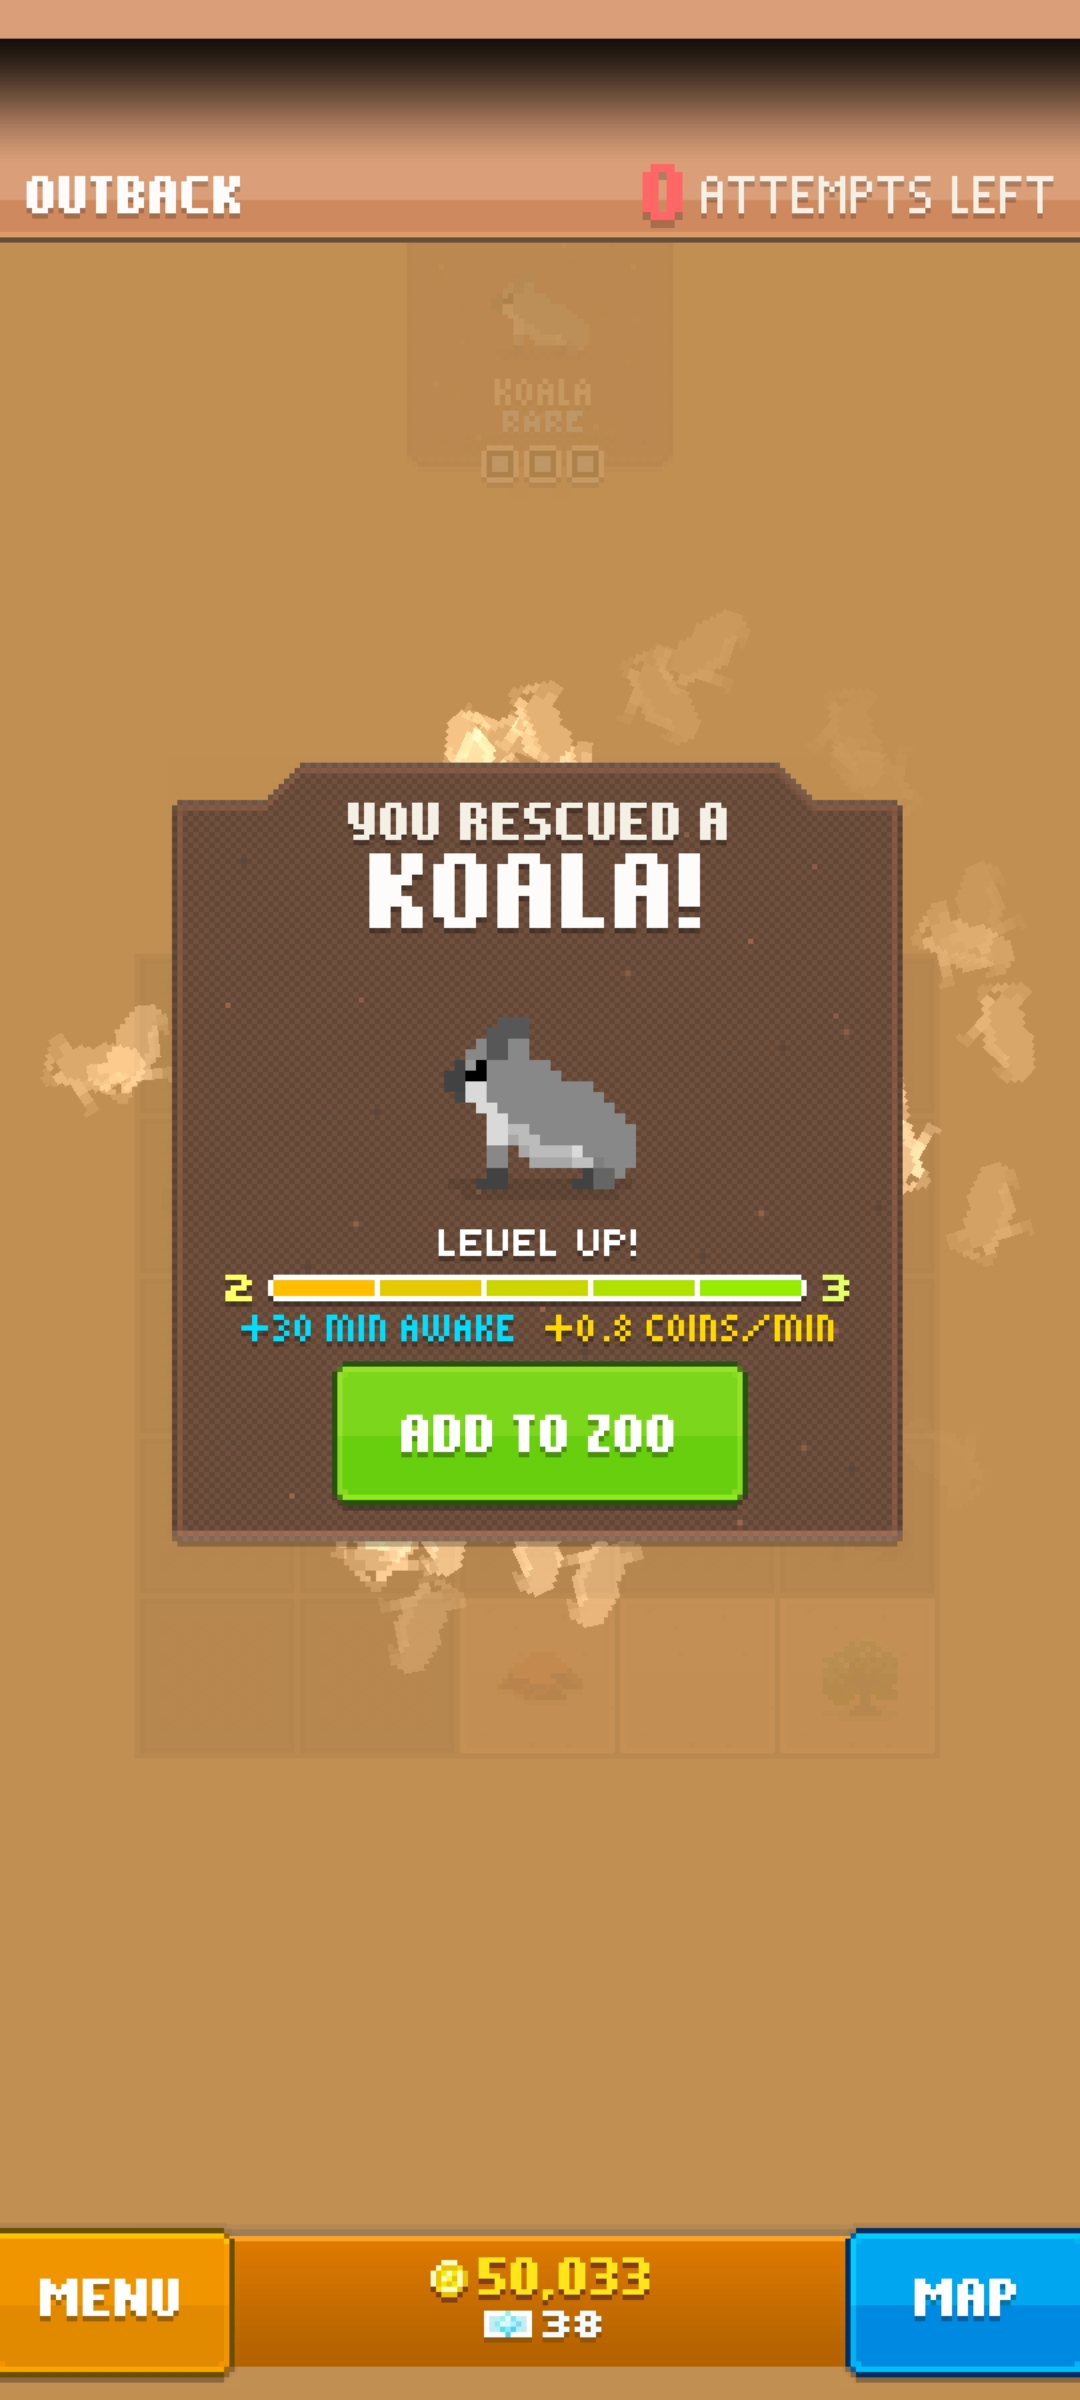 OUTBACK
0 ATTEMPTS LEFT
KOALA
RARE
YOU RESCUED A
KOALA!
LEVEL UP!
2 3
+30 MIN AWAKE +0.8 COINS/MIN
ADD TO ZOO
MENU
50,033
38
MAP